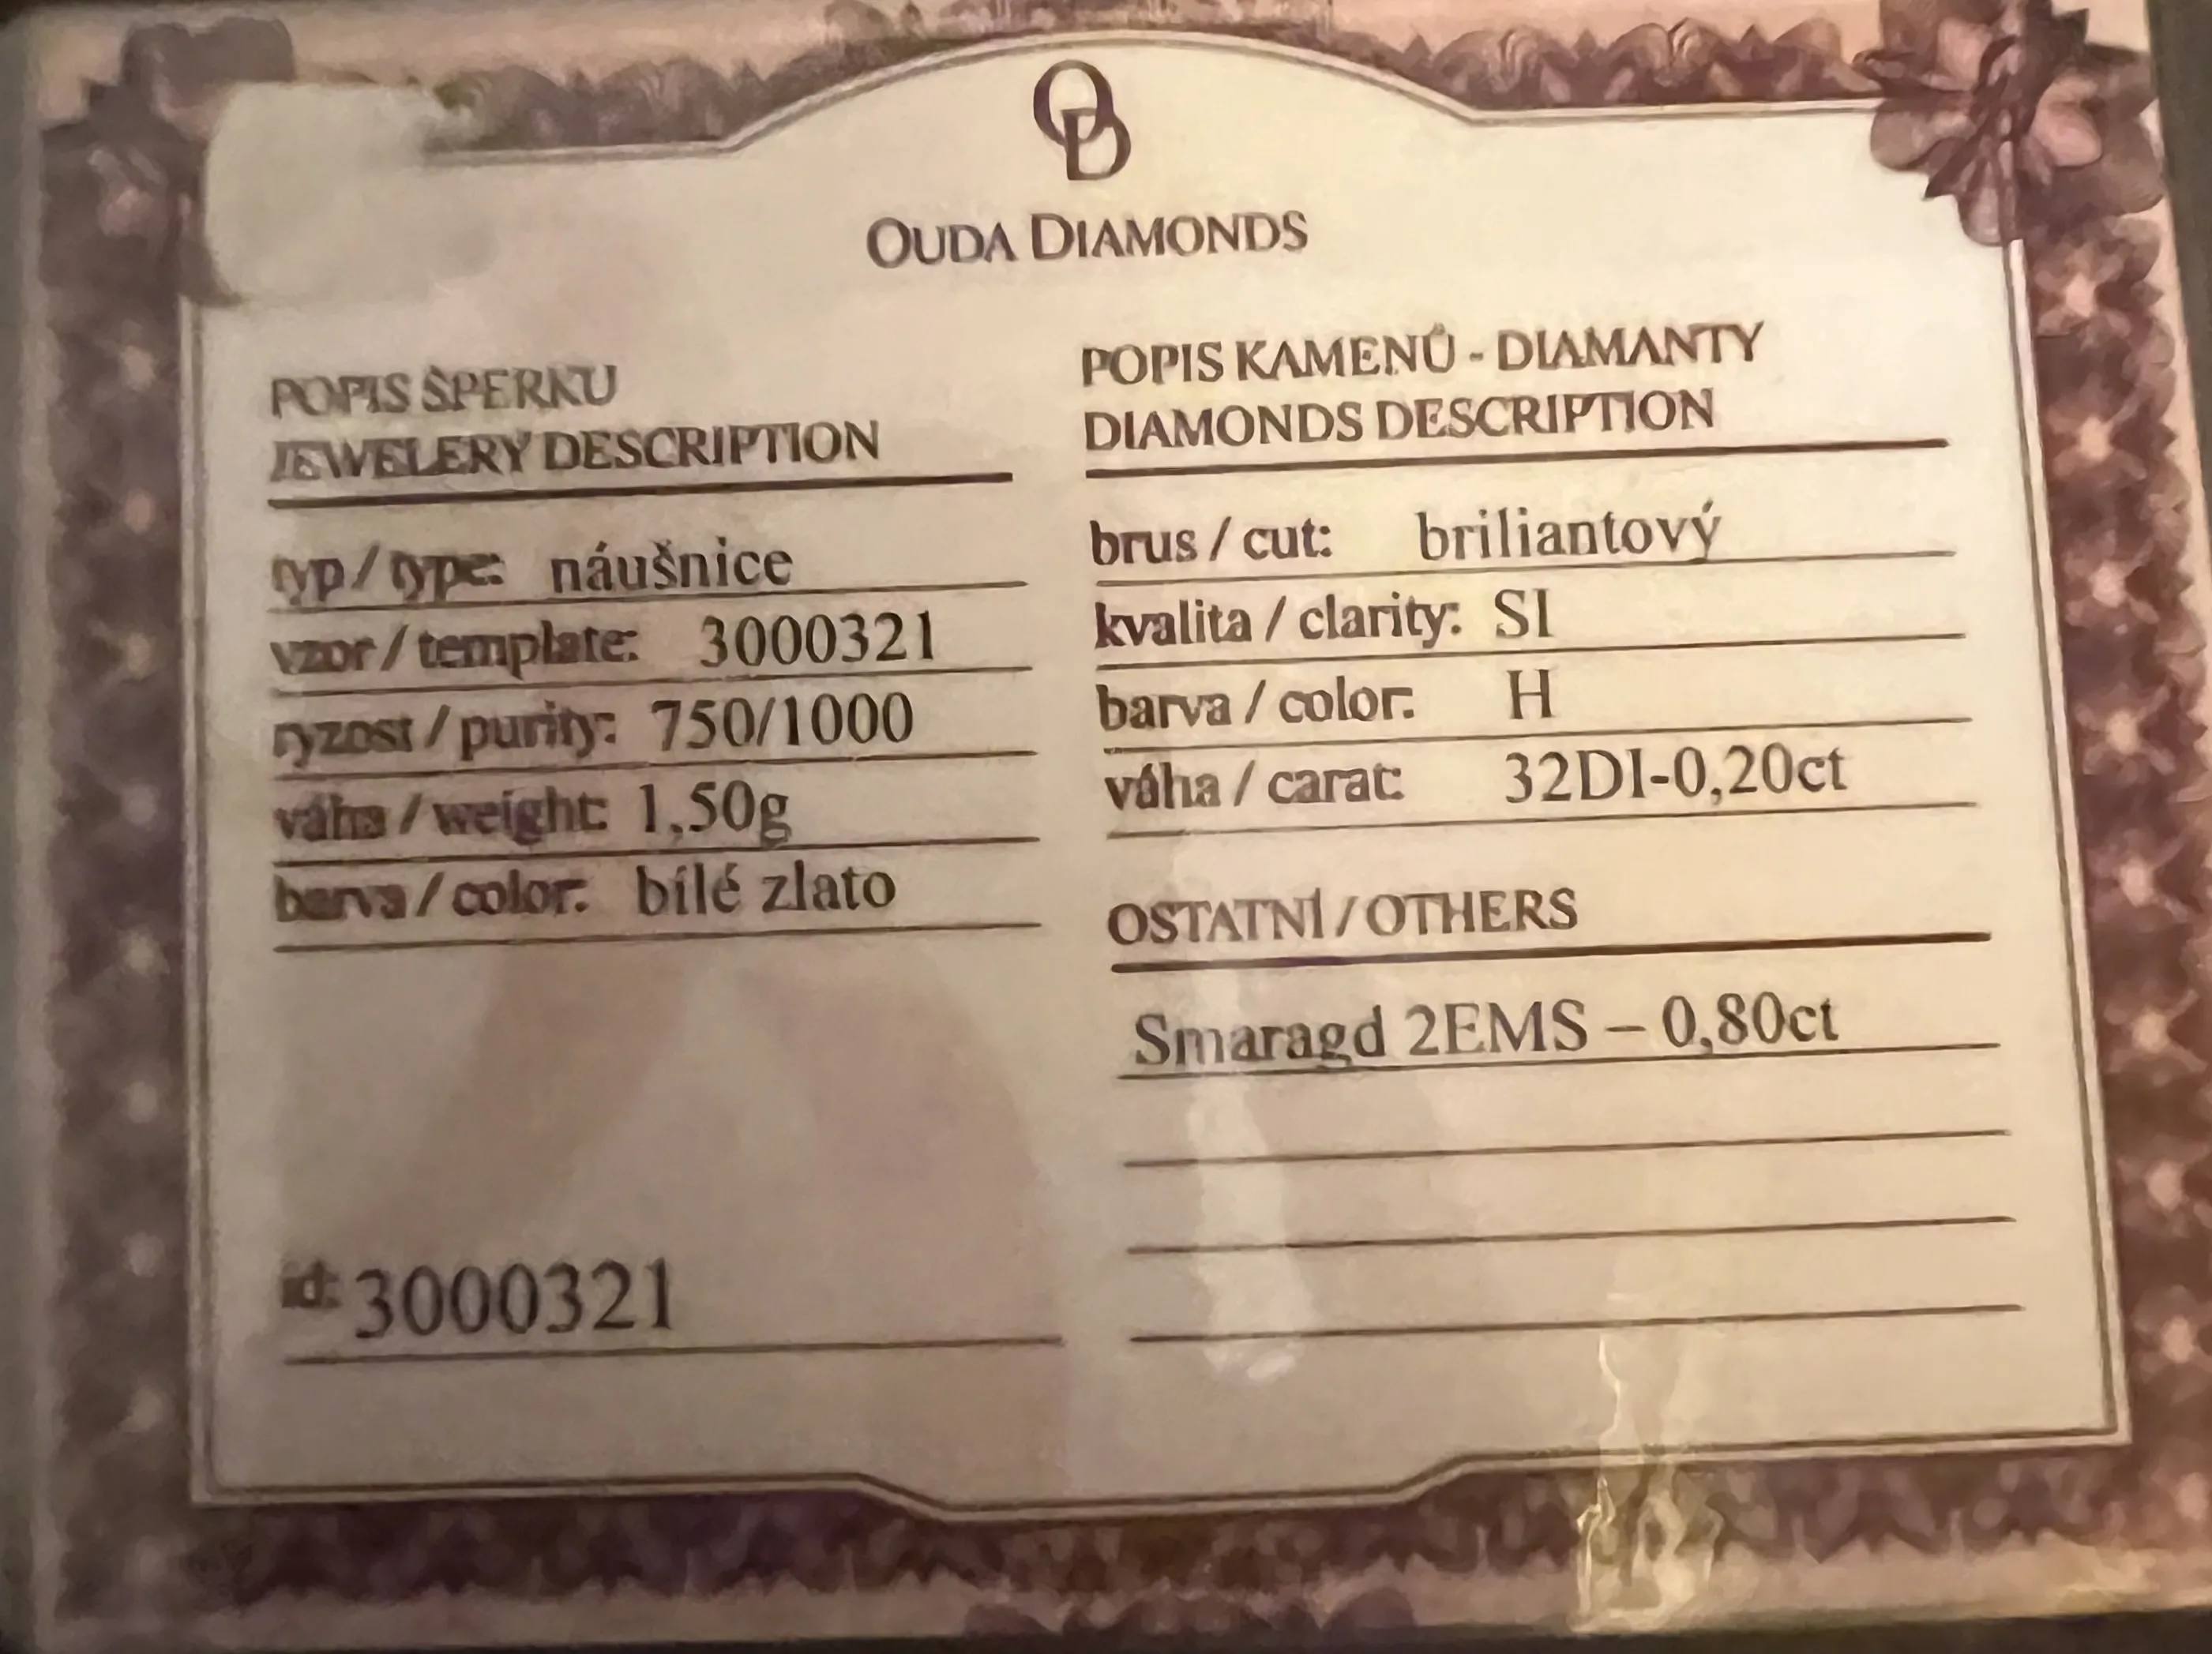 OD
OUDA DIAMONDS
POPIS ŠPERKU
JEWELERY DESCRIPTION
typ / type: náušnice
vzor / template: 3000321
ryzost / purity: 750/1000
váha / weight: 1,50g
barva / color: bílé zlato
id: 3000321
POPIS KAMENŮ - DIAMANTY
DIAMONDS DESCRIPTION
brus / cut: briliantový
kvalita / clarity: SI
barva / color: H
váha / carat: 32DI-0,20ct
OSTATNÍ / OTHERS
Smaragd 2EMS – 0,80ct